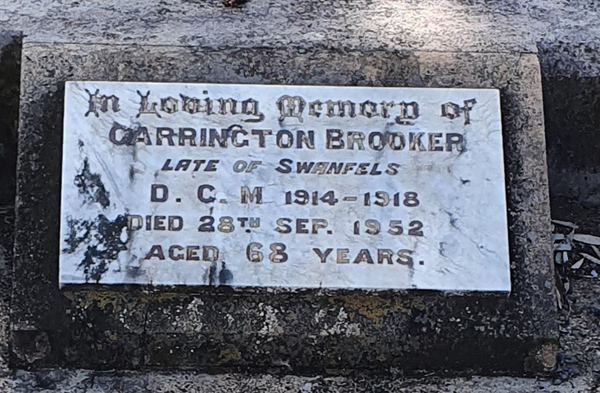 In Loving Memory of
CARRINGTON BROOKER
LATE OF SWANFELS
D. C. M 1914-1918
DIED 28TH SEP. 1952
AGED 68 YEARS.